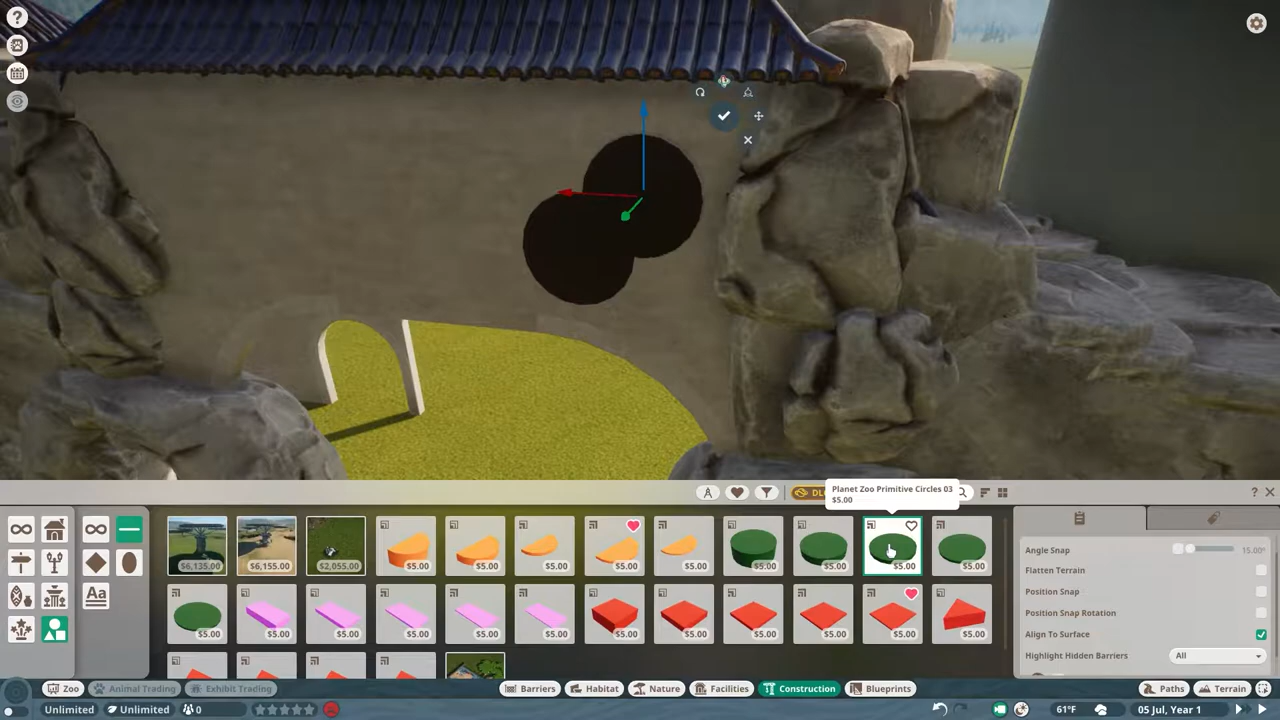 ?
DLC
Planet Zoo Primitive Circles 03
$5.00
? ×
$6,135.00 $6,155.00 $2,055.00 $5.00 $5.00 $5.00 $5.00 $5.00 $5.00 $5.00 $5.00 $5.00
Aa
$5.00 $5.00 $5.00 $5.00 $5.00 $5.00 $5.00 $5.00 $5.00 $5.00 $5.00 $5.00
Angle Snap 15.00°
Flatten Terrain
Position Snap
Position Snap Rotation
Align To Surface
Highlight Hidden Barriers All
Zoo Animal Trading Exhibit Trading Barriers Habitat Nature Facilities Construction Blueprints Paths Terrain
Unlimited Unlimited 0 61°F 05 Jul, Year 1